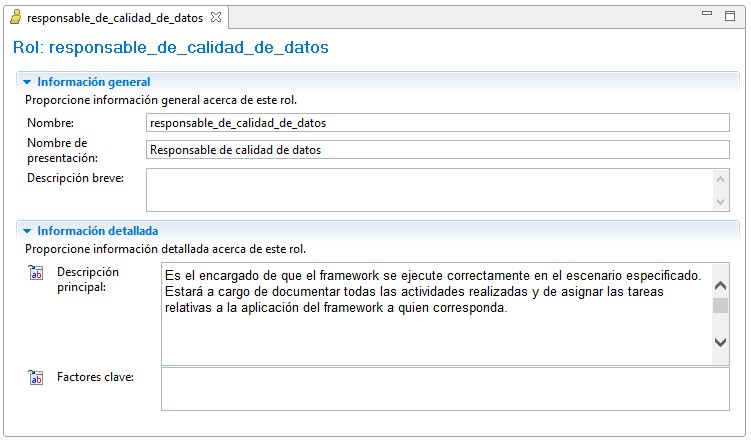 responsable_de_calidad_de_datos
Rol: responsable_de_calidad_de_datos
Información general
Proporcione información general acerca de este rol.
Nombre: responsable_de_calidad_de_datos
Nombre de
presentación: Responsable de calidad de datos
Descripción breve:
Información detallada
Proporcione información detallada acerca de este rol.
Descripción
principal:
Es el encargado de que el framework se ejecute correctamente en el escenario especificado.
Estará a cargo de documentar todas las actividades realizadas y de asignar las tareas
relativas a la aplicación del framework a quien corresponda.
Factores clave: